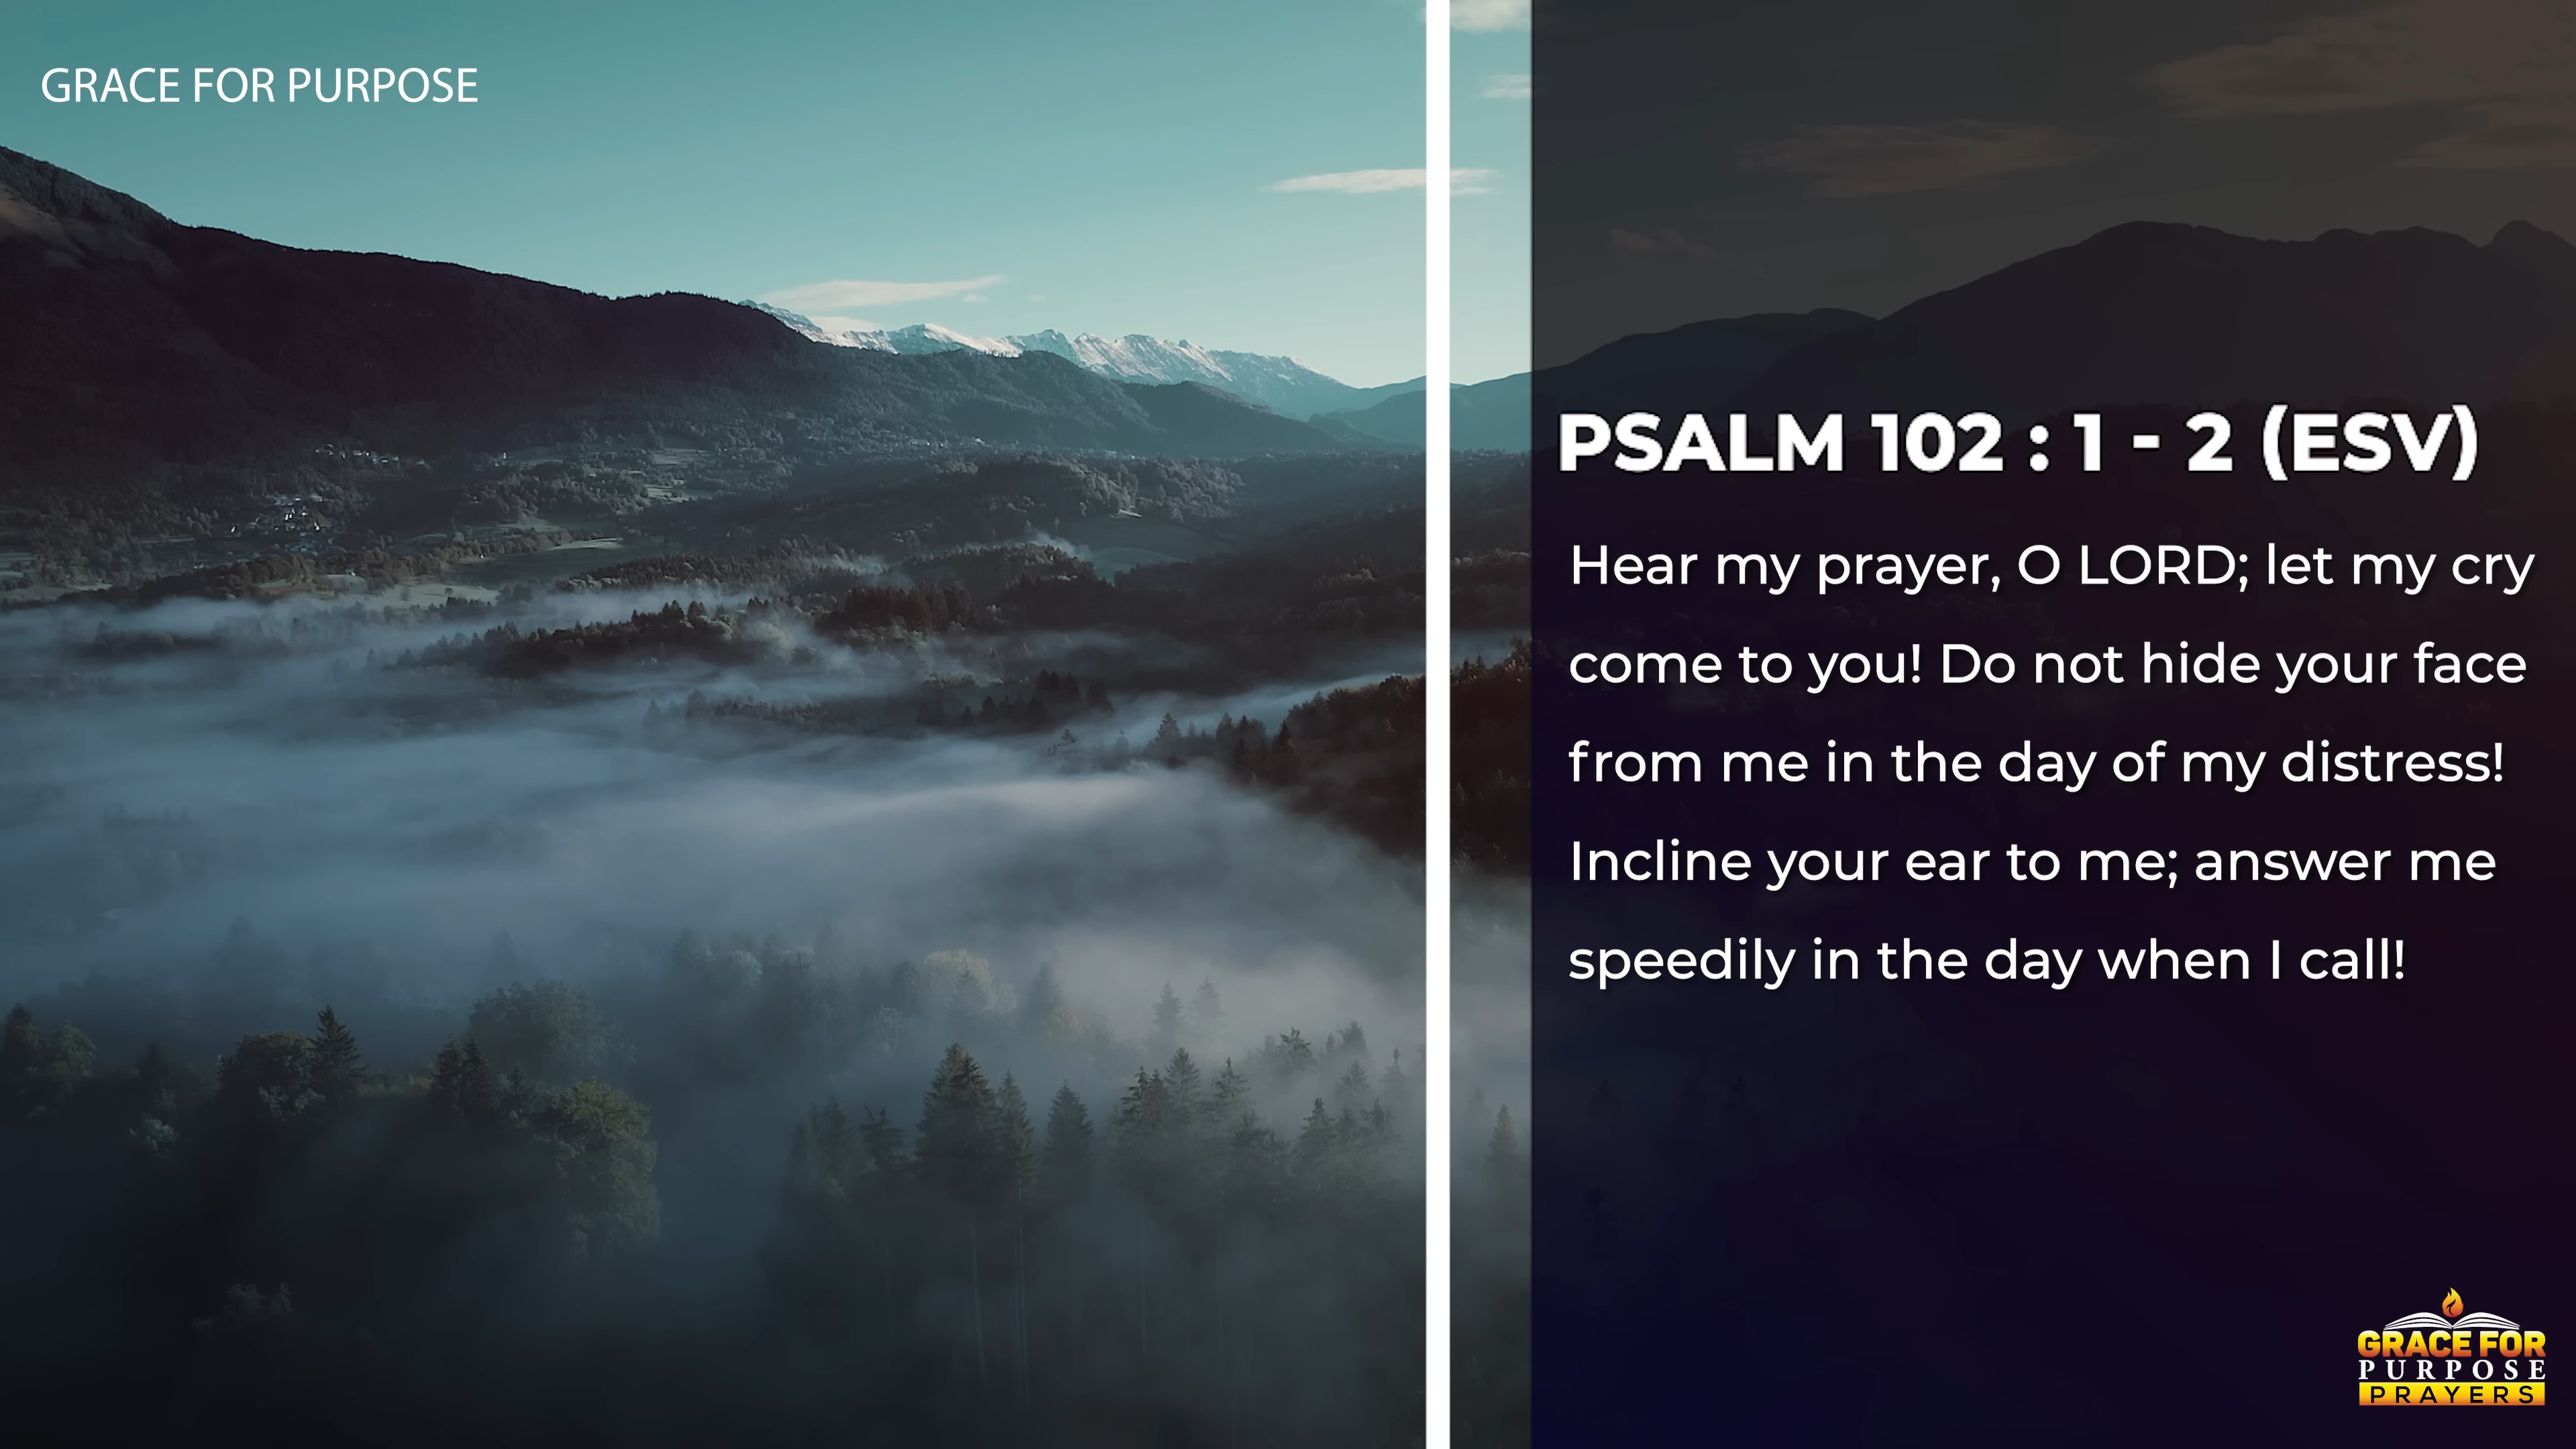 GRACE FOR PURPOSE
PSALM 102 : 1 - 2 (ESV)
Hear my prayer, O LORD; let my cry
come to you! Do not hide your face
from me in the day of my distress!
Incline your ear to me; answer me
speedily in the day when I call!
GRACE FOR
PURPOSE
PRAYERS